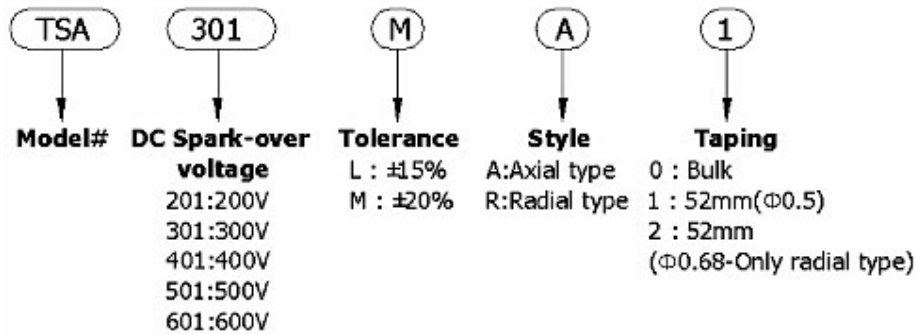 TSA 301 M A 1
Model# DC Spark-over voltage Tolerance Style Taping
201:200V
301:300V
401:400V
501:500V
601:600V
L : ±15%
M : ±20%
A:Axial type
R:Radial type
0 : Bulk
1 : 52mm(Φ0.5)
2 : 52mm
(Φ0.68-Only radial type)